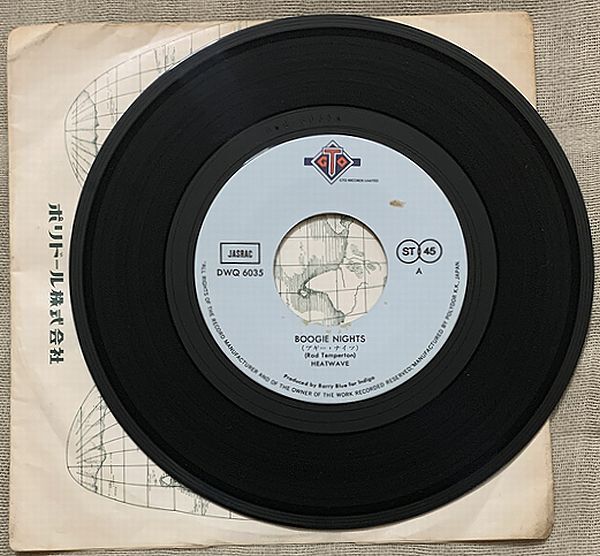 ポリドール株式会社
GTO
GTO RECORDS LIMITED
JASRAC
DWQ 6035
ST 45
A
BOOGIE NIGHTS
(ブギー・ナイツ)
(Rod Temperton)
HEATWAVE
Produced by Barry Blue for Indigo
"ALL RIGHTS OF THE RECORD MANUFACTURER AND OF THE OWNER OF THE WORK RECORDED RESERVED" MANUFACTURED BY POLYDOR K.K., JAPAN